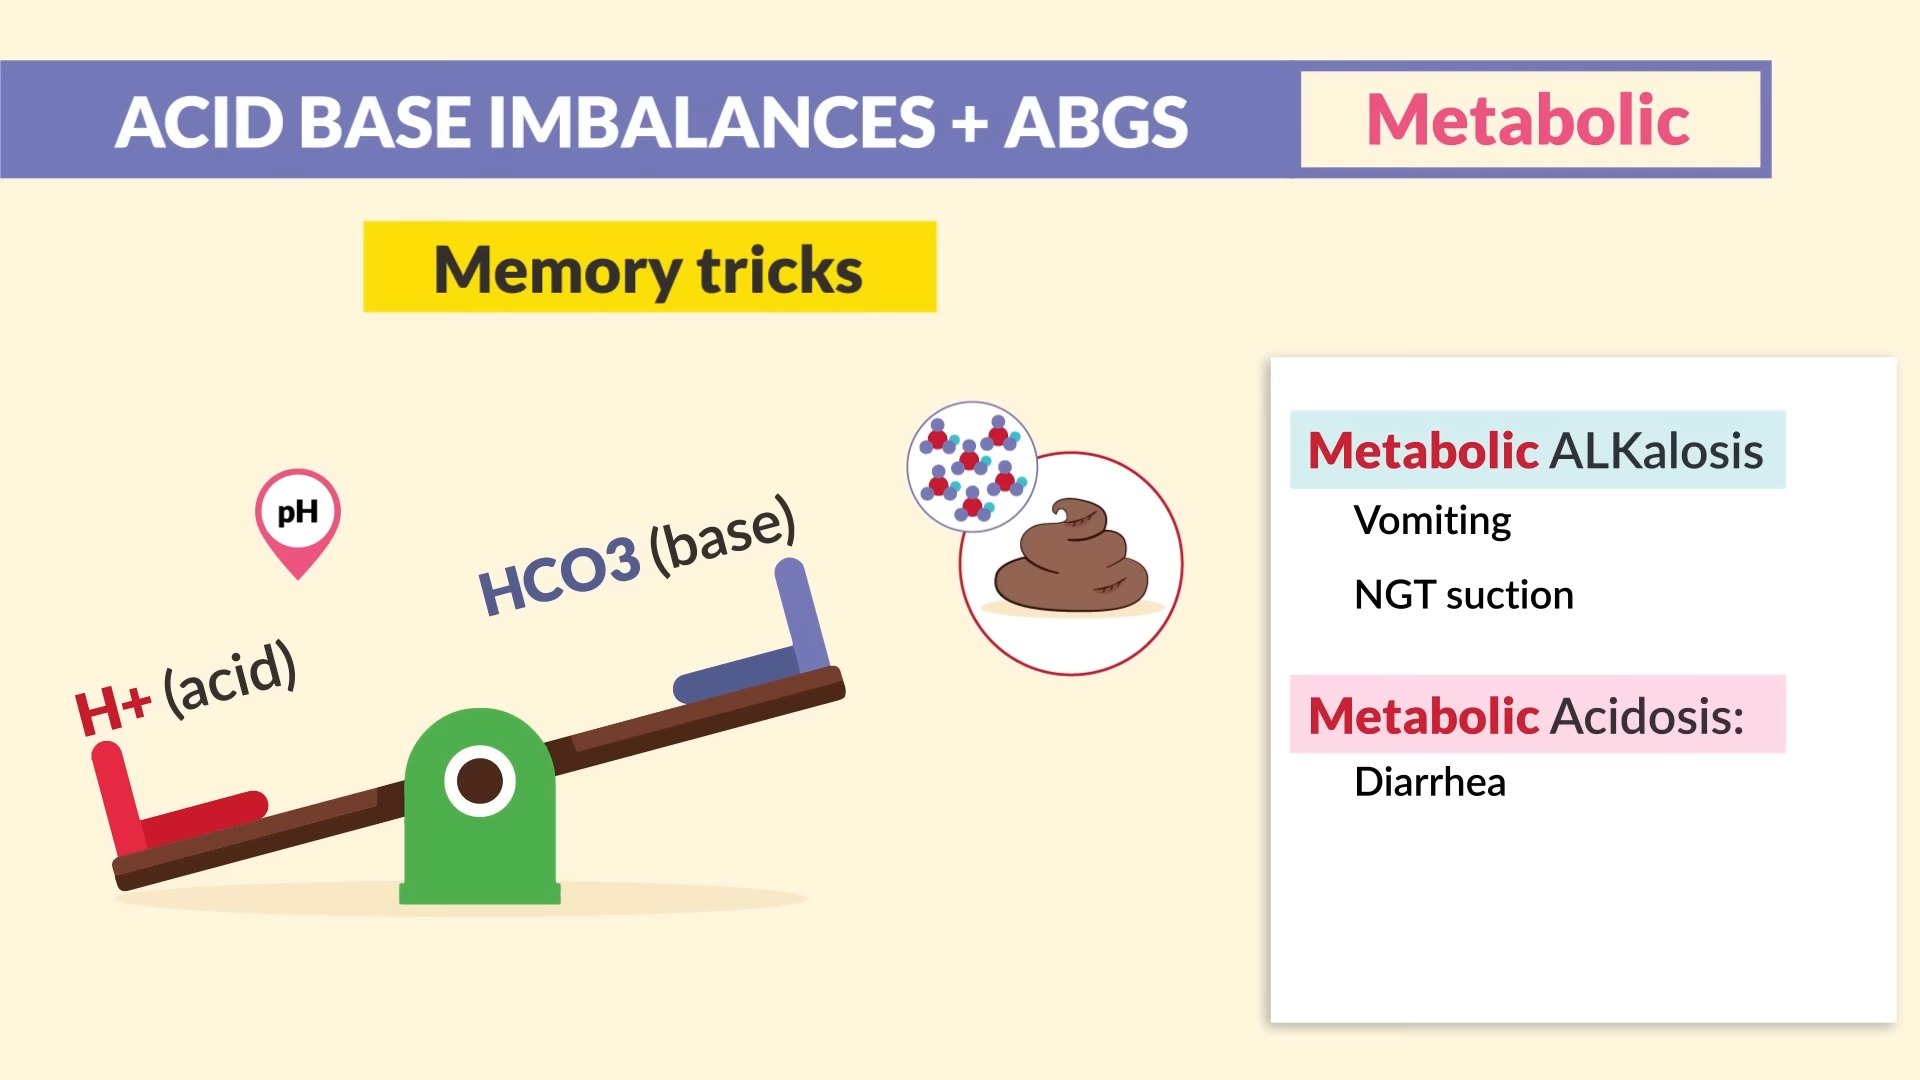 ACID BASE IMBALANCES + ABGS
Metabolic
Memory tricks
pH
H+ (acid)
HCO3 (base)
Metabolic ALKalosis
Vomiting
NGT suction
Metabolic Acidosis:
Diarrhea